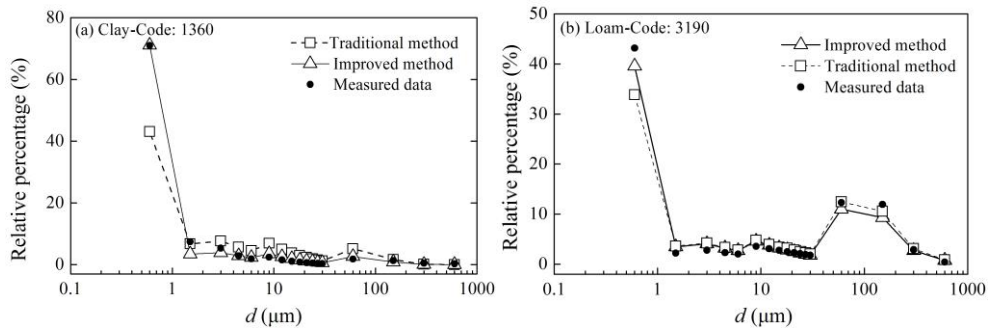 (a) Clay-Code: 1360
Traditional method
Improved method
Measured data
Relative percentage (%)
80
60
40
20
0
0.1 1 10 100 1000
d (μm)
(b) Loam-Code: 3190
Improved method
Traditional method
Measured data
Relative percentage (%)
50
40
30
20
10
0
0.1 1 10 100 1000
d (μm)